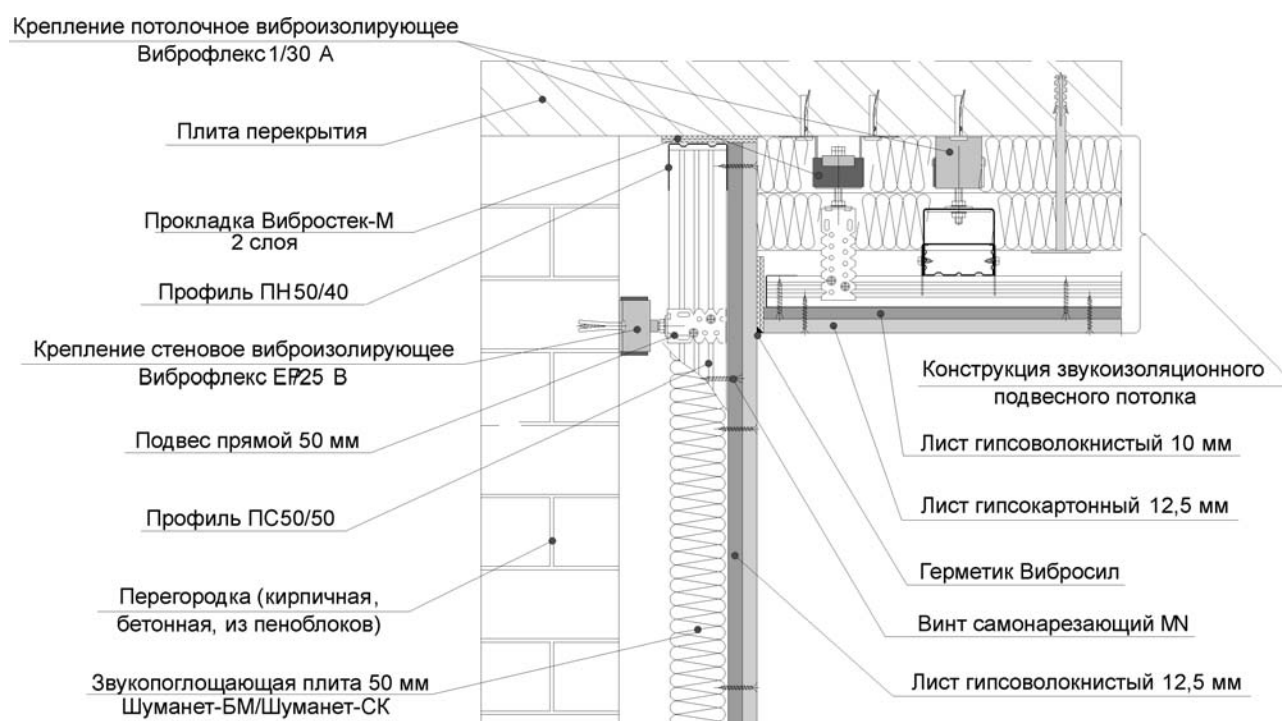 Крепление потолочное виброизолирующее
Виброфлекс 1/30 А
Плита перекрытия
Прокладка Вибростек-М
2 слоя
Профиль ПН 50/40
Крепление стеновое виброизолирующее
Виброфлекс EP/25 В
Подвес прямой 50 мм
Профиль ПС50/50
Перегородка (кирпичная,
бетонная, из пеноблоков)
Звукопоглощающая плита 50 мм
Шуманет-БМ/Шуманет-СК
Конструкция звукоизоляционного
подвесного потолка
Лист гипсоволокнистый 10 мм
Лист гипсокартонный 12,5 мм
Герметик Вибросил
Винт самонарезающий MN
Лист гипсоволокнистый 12,5 мм